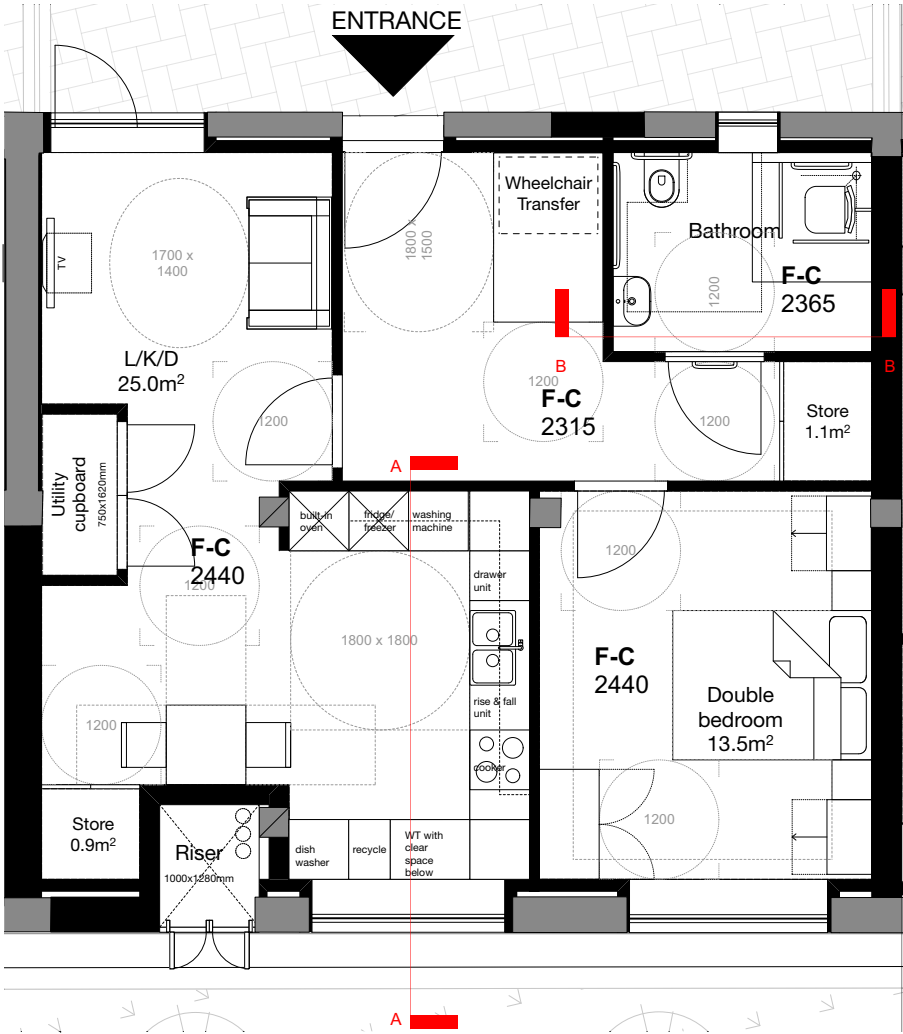 ENTRANCE
Wheelchair
Transfer
1800 x
1500
1700 x
1400
TV
Bathroom
1200
F-C
2365
L/K/D
25.0m²
B
B
1200
F-C
2315
1200
1200
Store
1.1m²
A
Utility
cupboard
750x1620mm
built-in
oven
fridge/
freezer
washing
machine
F-C
2440
1200
drawer
unit
1200
1800 x 1800
F-C
2440
rise & fall
unit
Double
bedroom
13.5m²
1200
cooker
Store
0.9m²
Riser
1000x1280mm
dish
washer
recycle
WT with
clear
space
below
1200
A